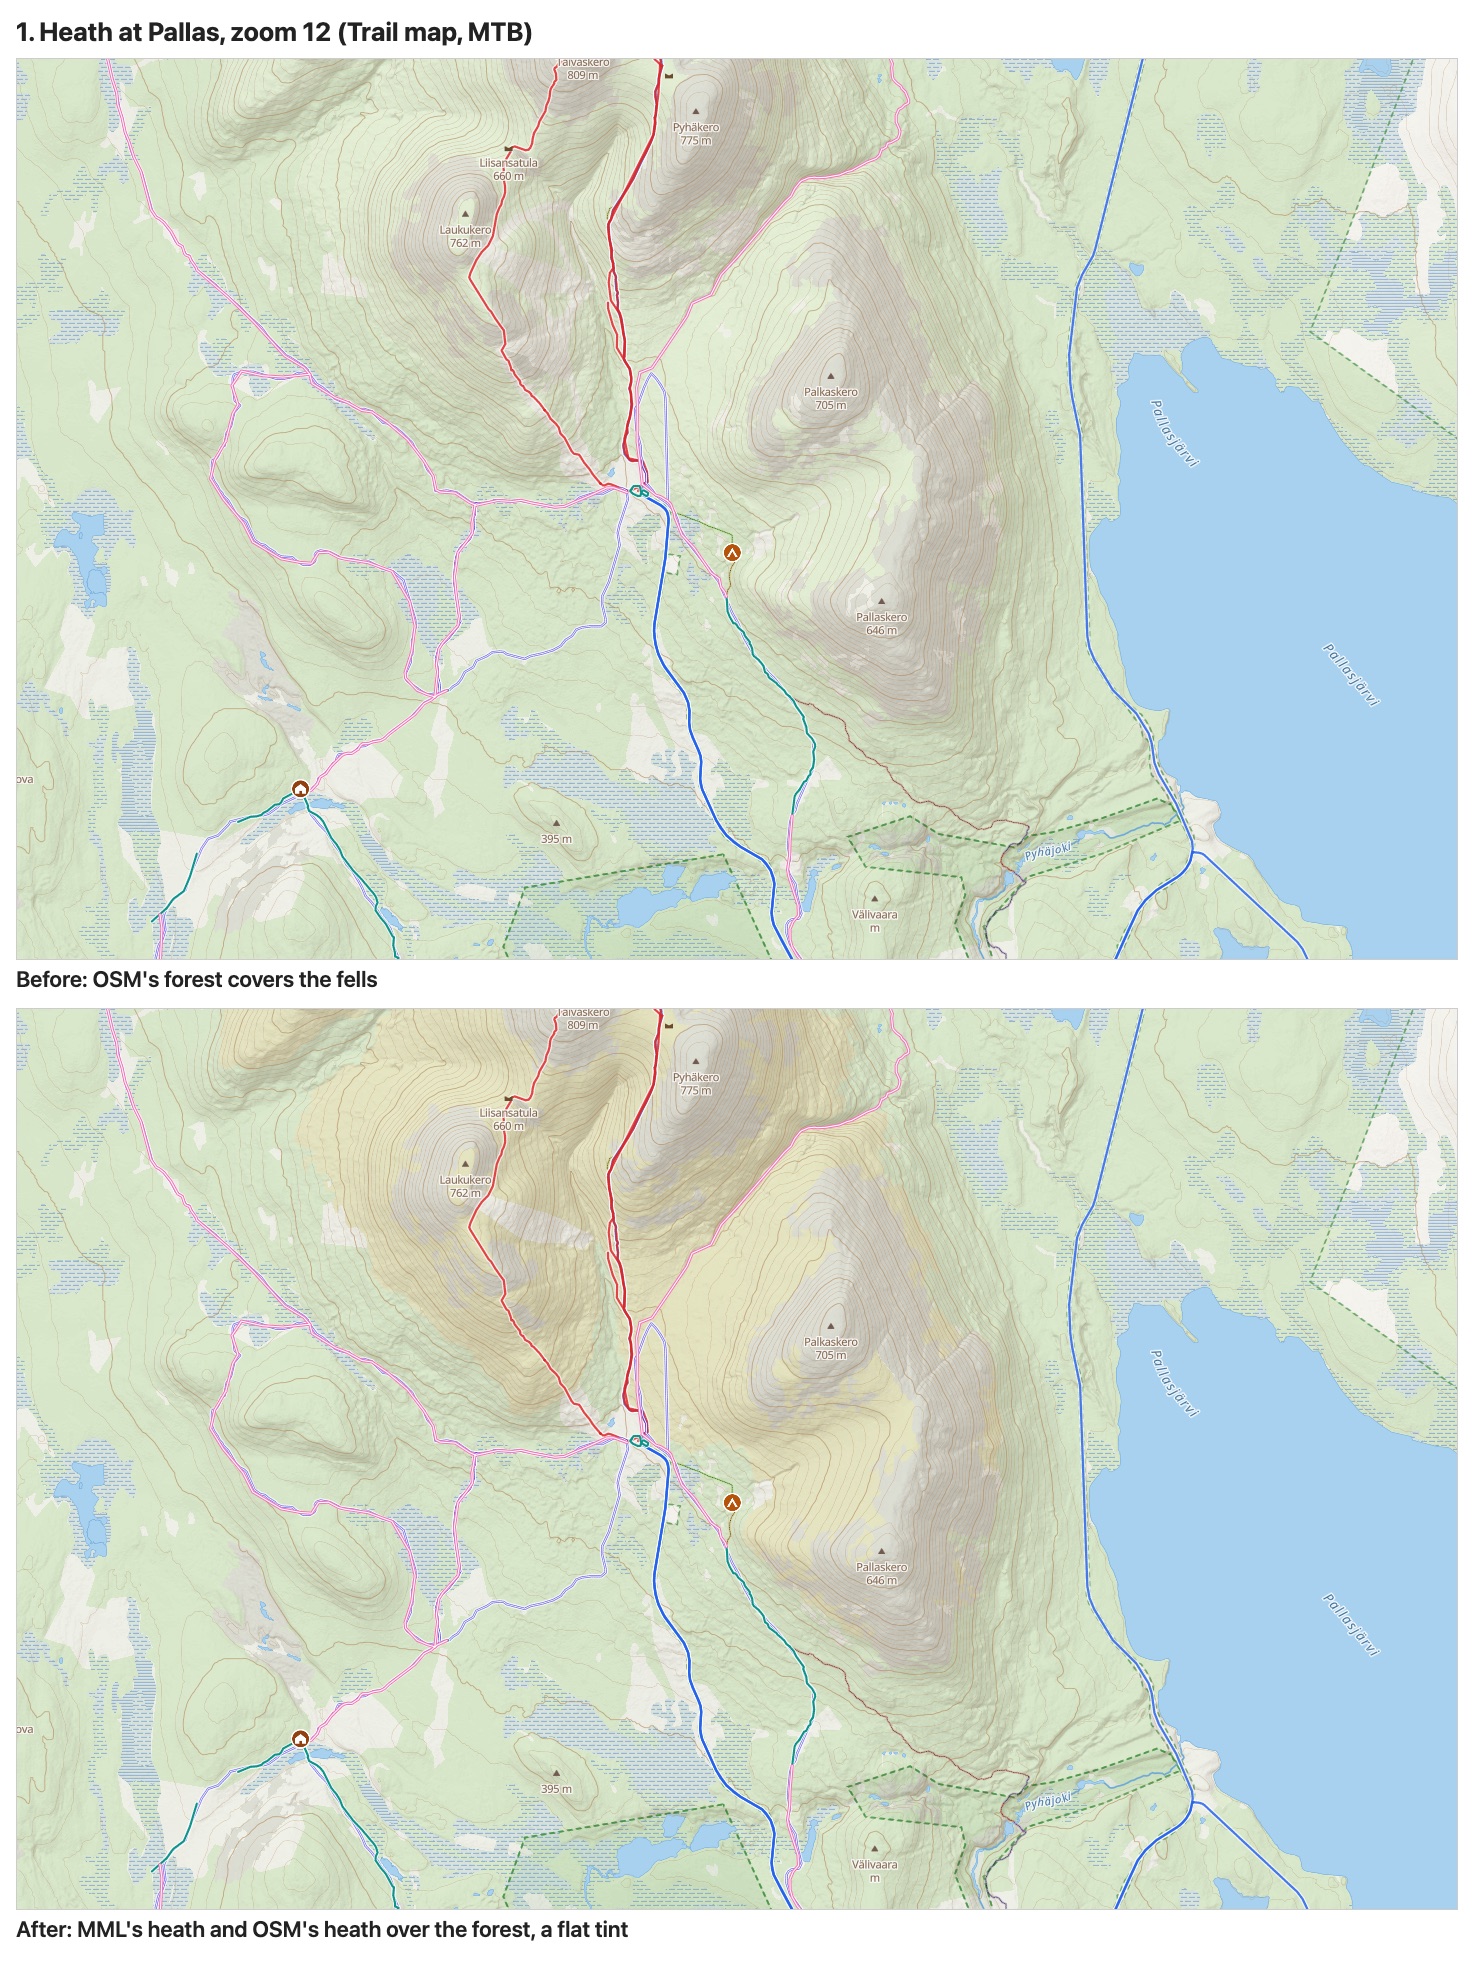 1. Heath at Pallas, zoom 12 (Trail map, MTB)
Taivaskero
809 m
Pyhäkero
775 m
Liisansatula
660 m
Laukukero
762 m
Palkaskero
705 m
Pallasjärvi
Pallaskero
646 m
Pallasjärvi
ova
395 m
Pyhäjoki
Välivaara
m
Before: OSM's forest covers the fells
Taivaskero
809 m
Pyhäkero
775 m
Liisansatula
660 m
Laukukero
762 m
Palkaskero
705 m
Pallasjärvi
Pallaskero
646 m
Pallasjärvi
ova
395 m
Pyhäjoki
Välivaara
m
After: MML's heath and OSM's heath over the forest, a flat tint